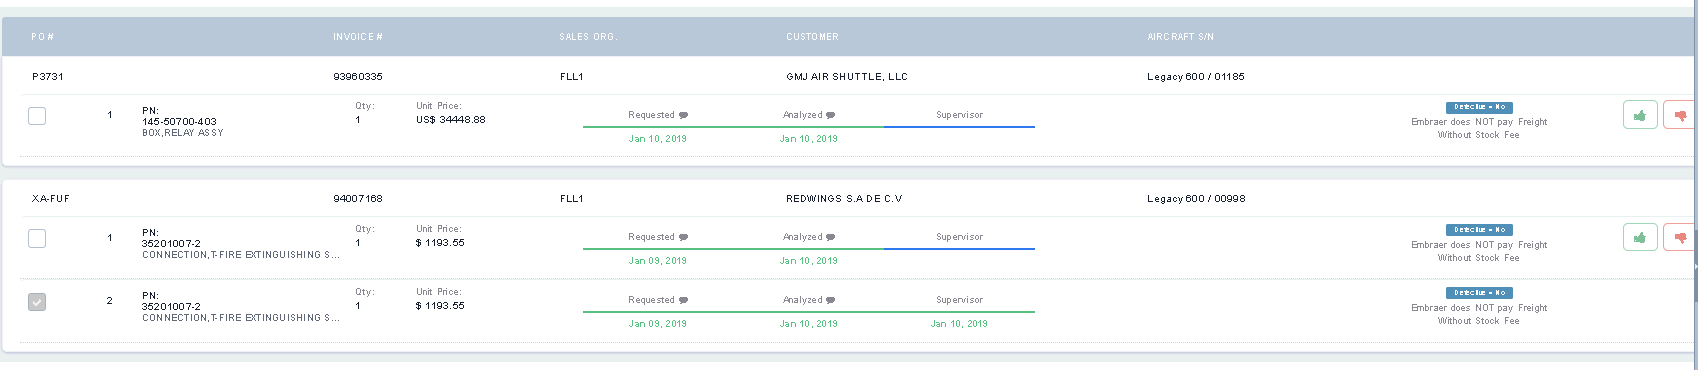 PO # INVOICE # SALES ORG. CUSTOMER AIRCRAFT S/N
P3731 93960335 FLL1 GMJ AIR SHUTTLE, LLC Legacy 600 / 01185
1 PN: Qty: Unit Price:
145-50700-403 1 US$ 34448.88
BOX,RELAY ASSY
Requested Analyzed Supervisor
Jan 10, 2019 Jan 10, 2019
Defective - No
Embraer does NOT pay Freight
Without Stock Fee
XA-FUF 94007168 FLL1 REDWINGS S.A DE C.V Legacy 600 / 00998
1 PN: Qty: Unit Price:
35201007-2 1 $ 1193.55
CONNECTION,T-FIRE EXTINGUISHING S...
Requested Analyzed Supervisor
Jan 09, 2019 Jan 10, 2019
Defective - No
Embraer does NOT pay Freight
Without Stock Fee
2 PN: Qty: Unit Price:
35201007-2 1 $ 1193.55
CONNECTION,T-FIRE EXTINGUISHING S...
Requested Analyzed Supervisor
Jan 09, 2019 Jan 10, 2019 Jan 10, 2019
Defective - No
Embraer does NOT pay Freight
Without Stock Fee